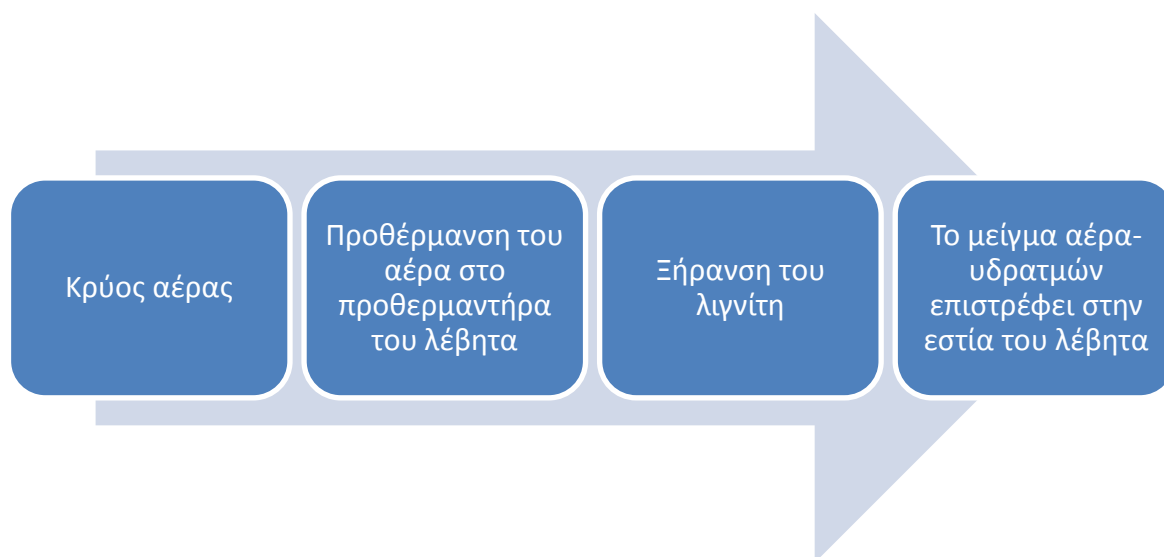 Κρύος αέρας
Προθέρμανση του
αέρα στο
προθερμαντήρα
του λέβητα
Ξήρανση του
λιγνίτη
Το μείγμα αέρα-
υδρατμών
επιστρέφει στην
εστία του λέβητα